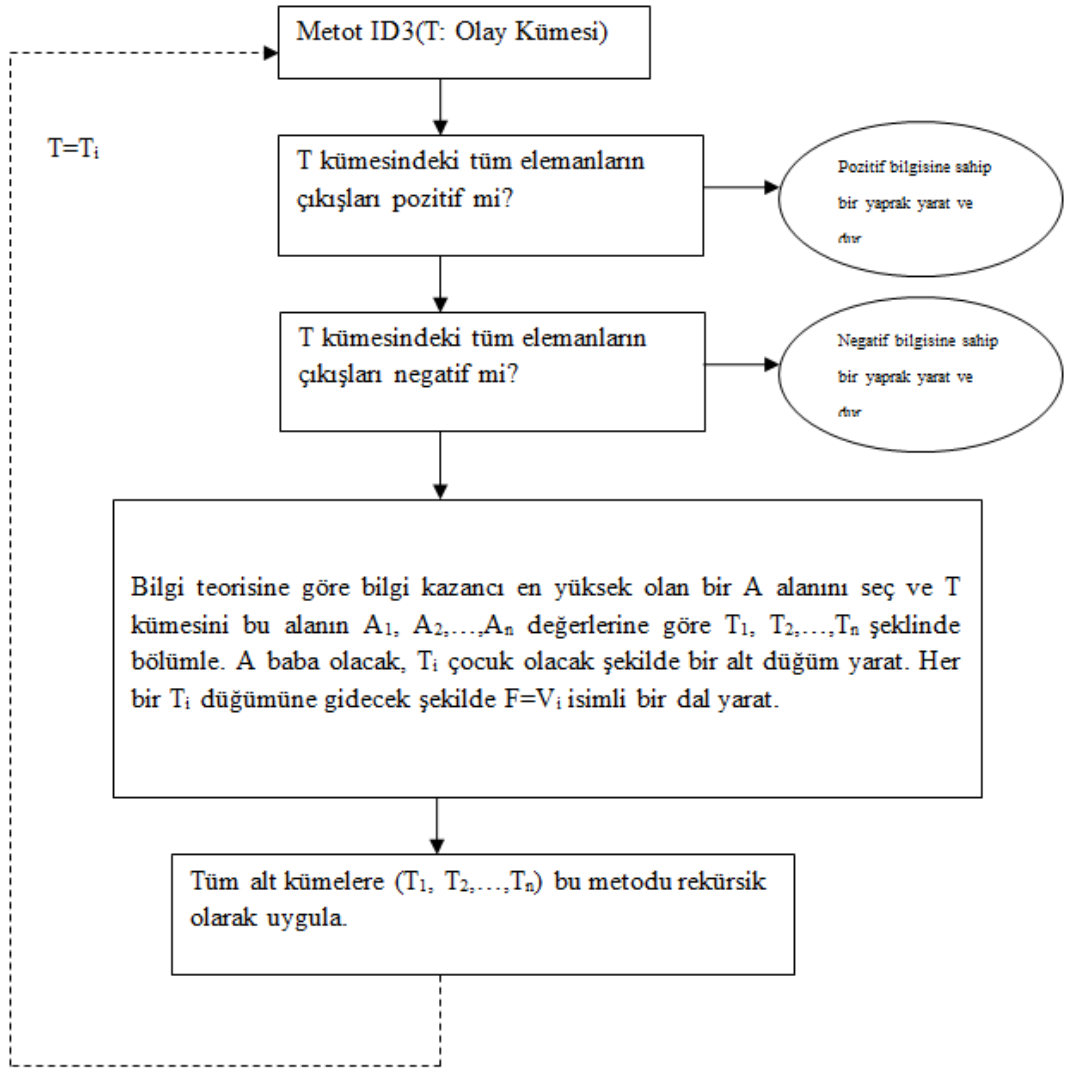 Metot ID3(T: Olay Kümesi)
T=Tᵢ
T kümesindeki tüm elemanların
çıkışları pozitif mi?
Pozitif bilgisine sahip
bir yaprak yarat ve
T kümesindeki tüm elemanların
çıkışları negatif mi?
Negatif bilgisine sahip
bir yaprak yarat ve
Bilgi teorisine göre bilgi kazancı en yüksek olan bir A alanını seç ve T
kümesini bu alanın A₁, A₂,…,Aₙ değerlerine göre T₁, T₂,…,Tₙ şeklinde
bölümle. A baba olacak, Tᵢ çocuk olacak şekilde bir alt düğüm yarat. Her
bir Tᵢ düğümüne gidecek şekilde F=Vᵢ isimli bir dal yarat.
Tüm alt kümelere (T₁, T₂,…,Tₙ) bu metodu rekürsik
olarak uygula.